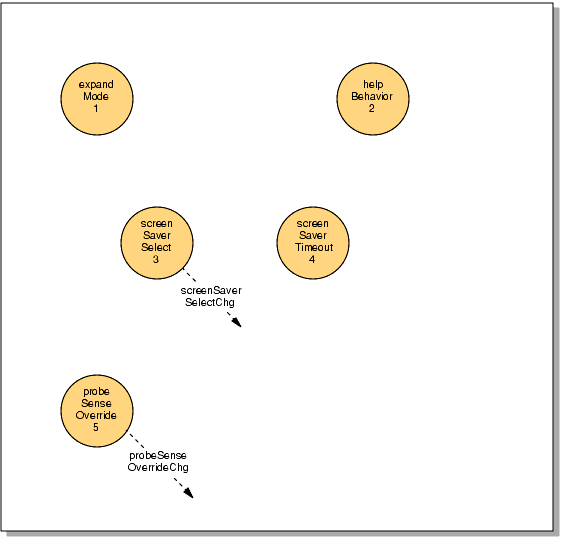 expand
Mode
1
help
Behavior
2
screen
Saver
Select
3
screen
Saver
Timeout
4
screenSaver
SelectChg
probe
Sense
Override
5
probeSense
OverrideChg